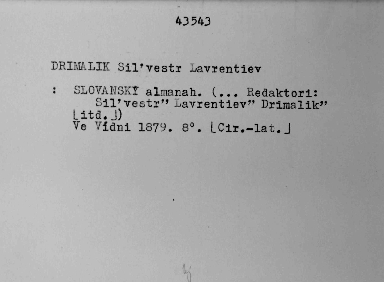 43543
DRIMALIK Sil'vestr Lavrentiev
: SLOVANSKÝ almanah. (... Redaktori:
Sil'vestr" Lavrentiev" Drimalik"
⌊itd.⌋)
Ve Vídni 1879. 8°. ⌊Cir.-lat.⌋